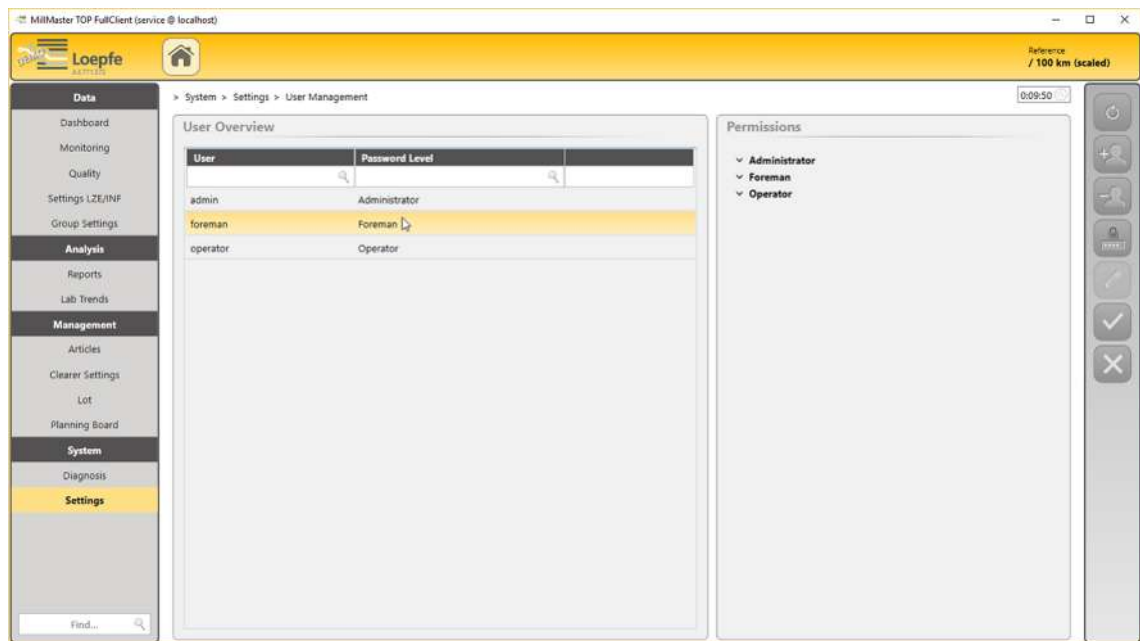 MillMaster TOP FullClient (service @ localhost)
Loepfe
Reference
/ 100 km (scaled)
Data
Dashboard
Monitoring
Quality
Settings LZE/INF
Group Settings
Analysis
Reports
Lab Trends
Management
Articles
Clearer Settings
Lot
Planning Board
System
Diagnosis
Settings
Find...
> System > Settings > User Management
0:09:50
User Overview
User Password Level
admin Administrator
foreman Foreman
operator Operator
Permissions
Administrator
Foreman
Operator